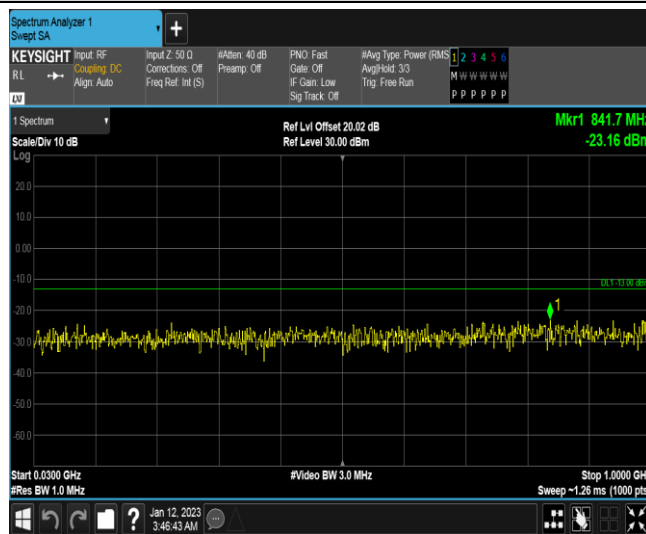 Spectrum Analyzer 1
Swept SA
+
KEYSIGHT
RL
LXI
Input: RF
Coupling: DC
Align: Auto
Input Z: 50 Ω
Corrections: Off
Freq Ref: Int (S)
#Atten: 40 dB
Preamp: Off
PNO: Fast
Gate: Off
IF Gain: Low
Sig Track: Off
#Avg Type: Power (RMS
Avg|Hold: 3/3
Trig: Free Run
1 2 3 4 5 6
M W W W W W
P P P P P P
1 Spectrum
Scale/Div 10 dB
Log
Ref Lvl Offset 20.02 dB
Ref Level 30.00 dBm
Mkr1 841.7 MHz
-23.16 dBm
20.0
10.0
0.00
-10.0
DL1 -13.00 dBm
-20.0
1
-30.0
-40.0
-50.0
-60.0
Start 0.0300 GHz
#Res BW 1.0 MHz
#Video BW 3.0 MHz
Stop 1.0000 GH
Sweep ~1.26 ms (1000 pts
?
Jan 12, 2023
3:46:43 AM